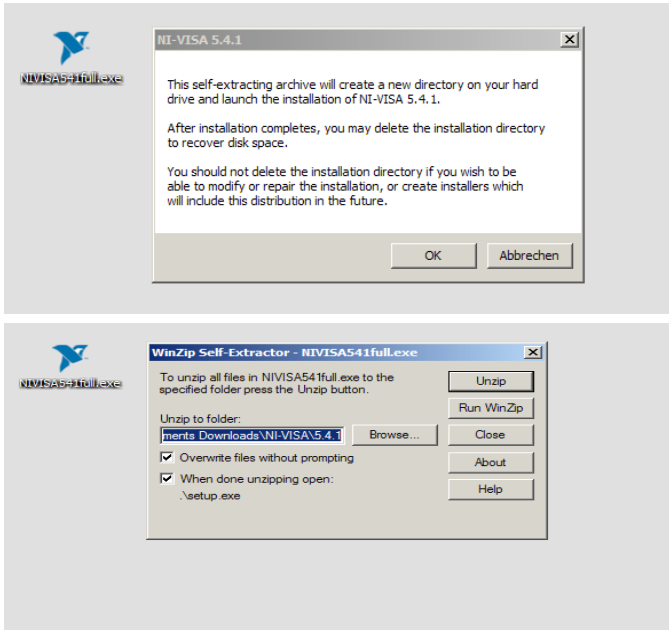 NI-VISA 5.4.1
NIVISA541full.exe
This self-extracting archive will create a new directory on your hard
drive and launch the installation of NI-VISA 5.4.1.
After installation completes, you may delete the installation directory
to recover disk space.
You should not delete the installation directory if you wish to be
able to modify or repair the installation, or create installers which
will include this distribution in the future.
OK Abbrechen
WinZip Self-Extractor - NIVISA541full.exe
NIVISA541full.exe
To unzip all files in NIVISA541full.exe to the
specified folder press the Unzip button.
Unzip
Run WinZip
Unzip to folder:
ments Downloads\NI-VISA\5.4.1 Browse... Close
Overwrite files without prompting
About
When done unzipping open:
.\setup.exe
Help